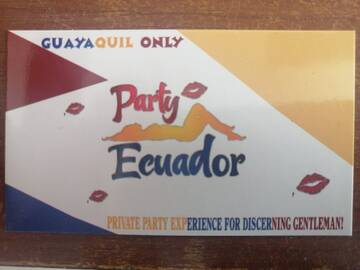 GUAYAQUIL ONLY
Party
Ecuador
PRIVATE PARTY EXPERIENCE FOR DISCERNING GENTLEMAN!